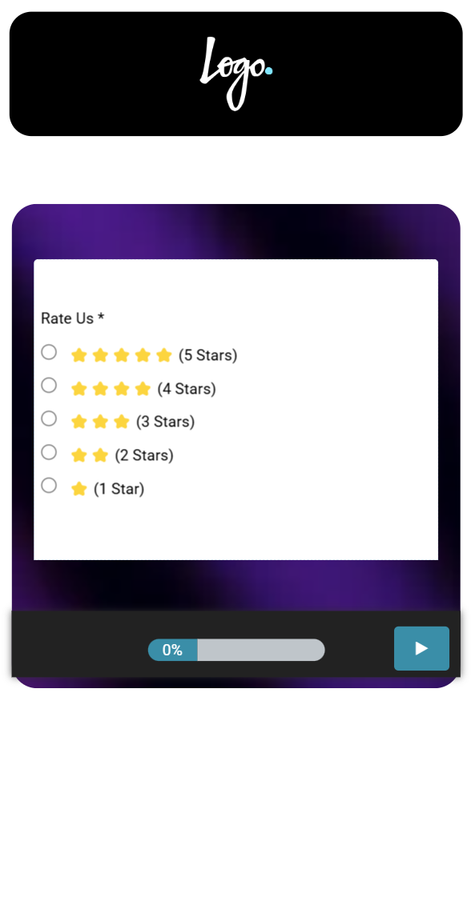 Logo.
Rate Us *
(5 Stars)
(4 Stars)
(3 Stars)
(2 Stars)
(1 Star)
0%